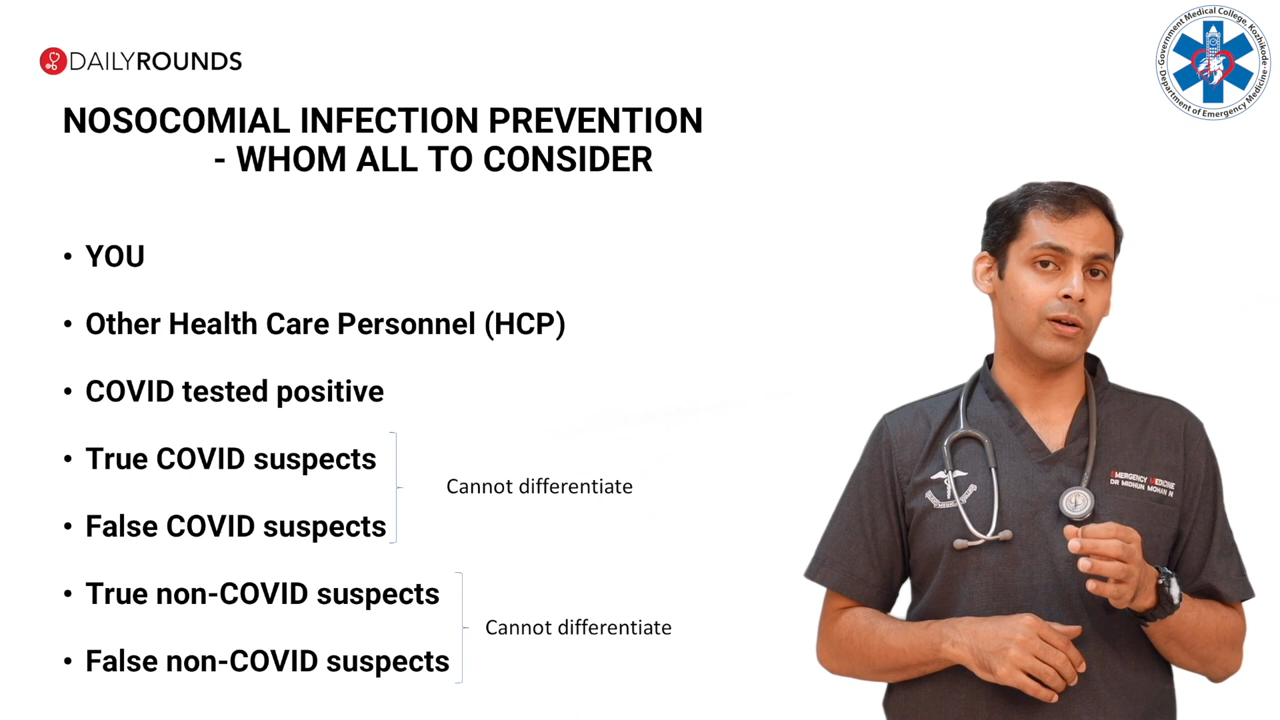 DAILYROUNDS
Government Medical College, Kozhikode
Department of Emergency Medicine
NOSOCOMIAL INFECTION PREVENTION
- WHOM ALL TO CONSIDER
• YOU
• Other Health Care Personnel (HCP)
• COVID tested positive
• True COVID suspects
Cannot differentiate
• False COVID suspects
• True non-COVID suspects
Cannot differentiate
• False non-COVID suspects
EMERGENCY MEDICINE
DR MIDHUN MOHAN N